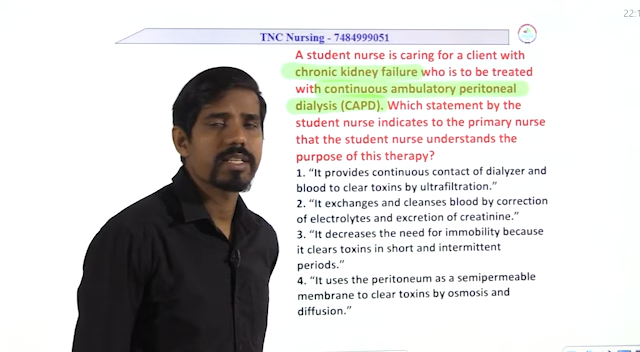 22:1
TNC Nursing - 7484999051
A student nurse is caring for a client with
chronic kidney failure who is to be treated
with continuous ambulatory peritoneal
dialysis (CAPD). Which statement by the
student nurse indicates to the primary nurse
that the student nurse understands the
purpose of this therapy?
1. “It provides continuous contact of dialyzer and
blood to clear toxins by ultrafiltration.”
2. “It exchanges and cleanses blood by correction
of electrolytes and excretion of creatinine.”
3. “It decreases the need for immobility because
it clears toxins in short and intermittent
periods.”
4. “It uses the peritoneum as a semipermeable
membrane to clear toxins by osmosis and
diffusion.”